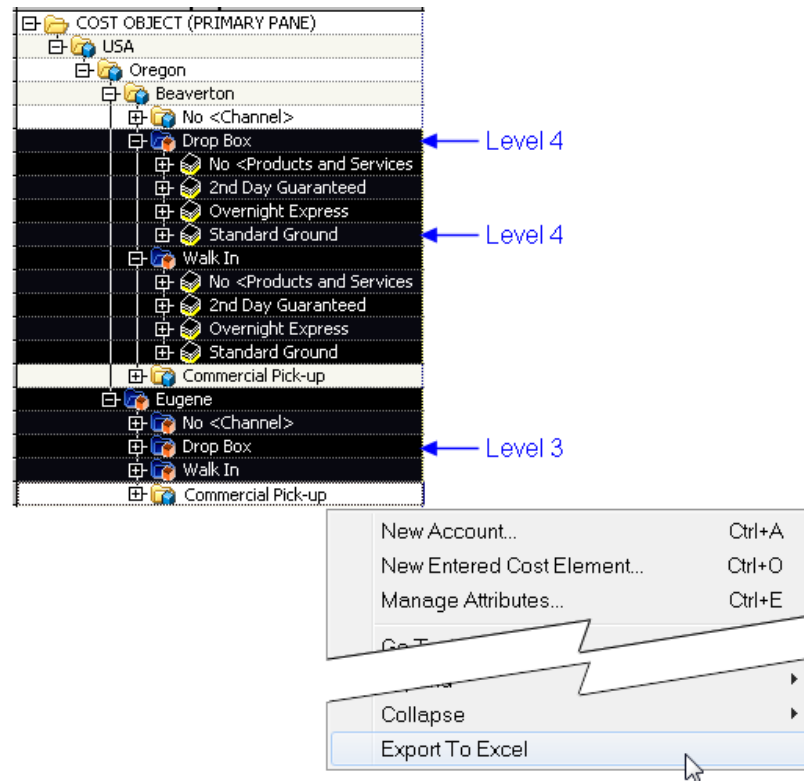 COST OBJECT (PRIMARY PANE)
USA
Oregon
Beaverton
No <Channel>
Drop Box
Level 4
No <Products and Services
2nd Day Guaranteed
Overnight Express
Standard Ground
Level 4
Walk In
No <Products and Services
2nd Day Guaranteed
Overnight Express
Standard Ground
Commercial Pick-up
Eugene
No <Channel>
Drop Box
Level 3
Walk In
Commercial Pick-up
New Account... Ctrl+A
New Entered Cost Element... Ctrl+O
Manage Attributes... Ctrl+E
Collapse
Export To Excel